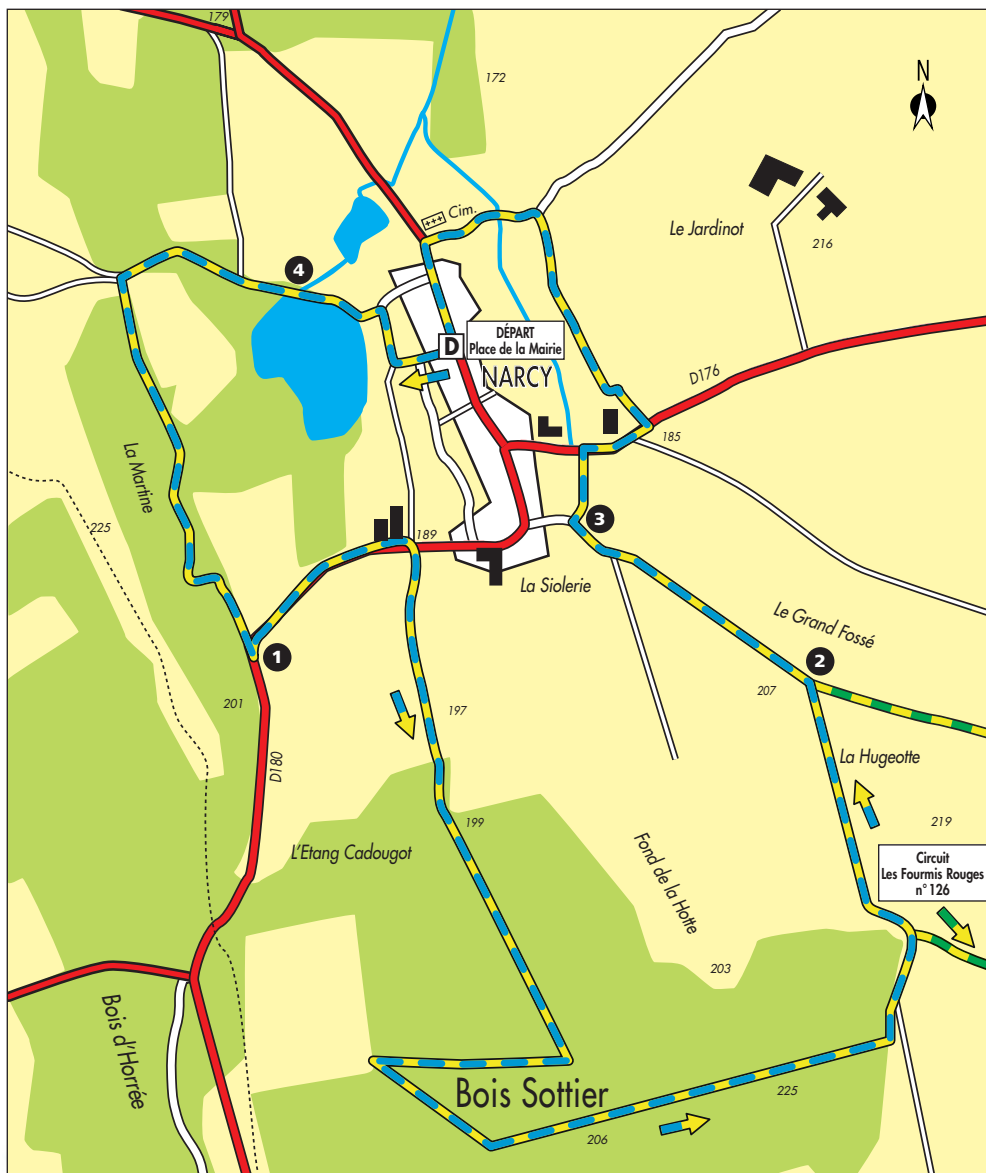 179
172
N
Cim.
Le Jardinot
216
4
D
DÉPART
Place de la Mairie
NARCY
D176
185
La Martine
225
189
3
La Siolerie
Le Grand Fossé
1
2
201
207
197
D180
La Hugeotte
199
219
L'Etang Cadougot
Fond de la Hotte
Circuit
Les Fourmis Rouges
n°126
203
Bois d'Horrée
Bois Sottier
225
206